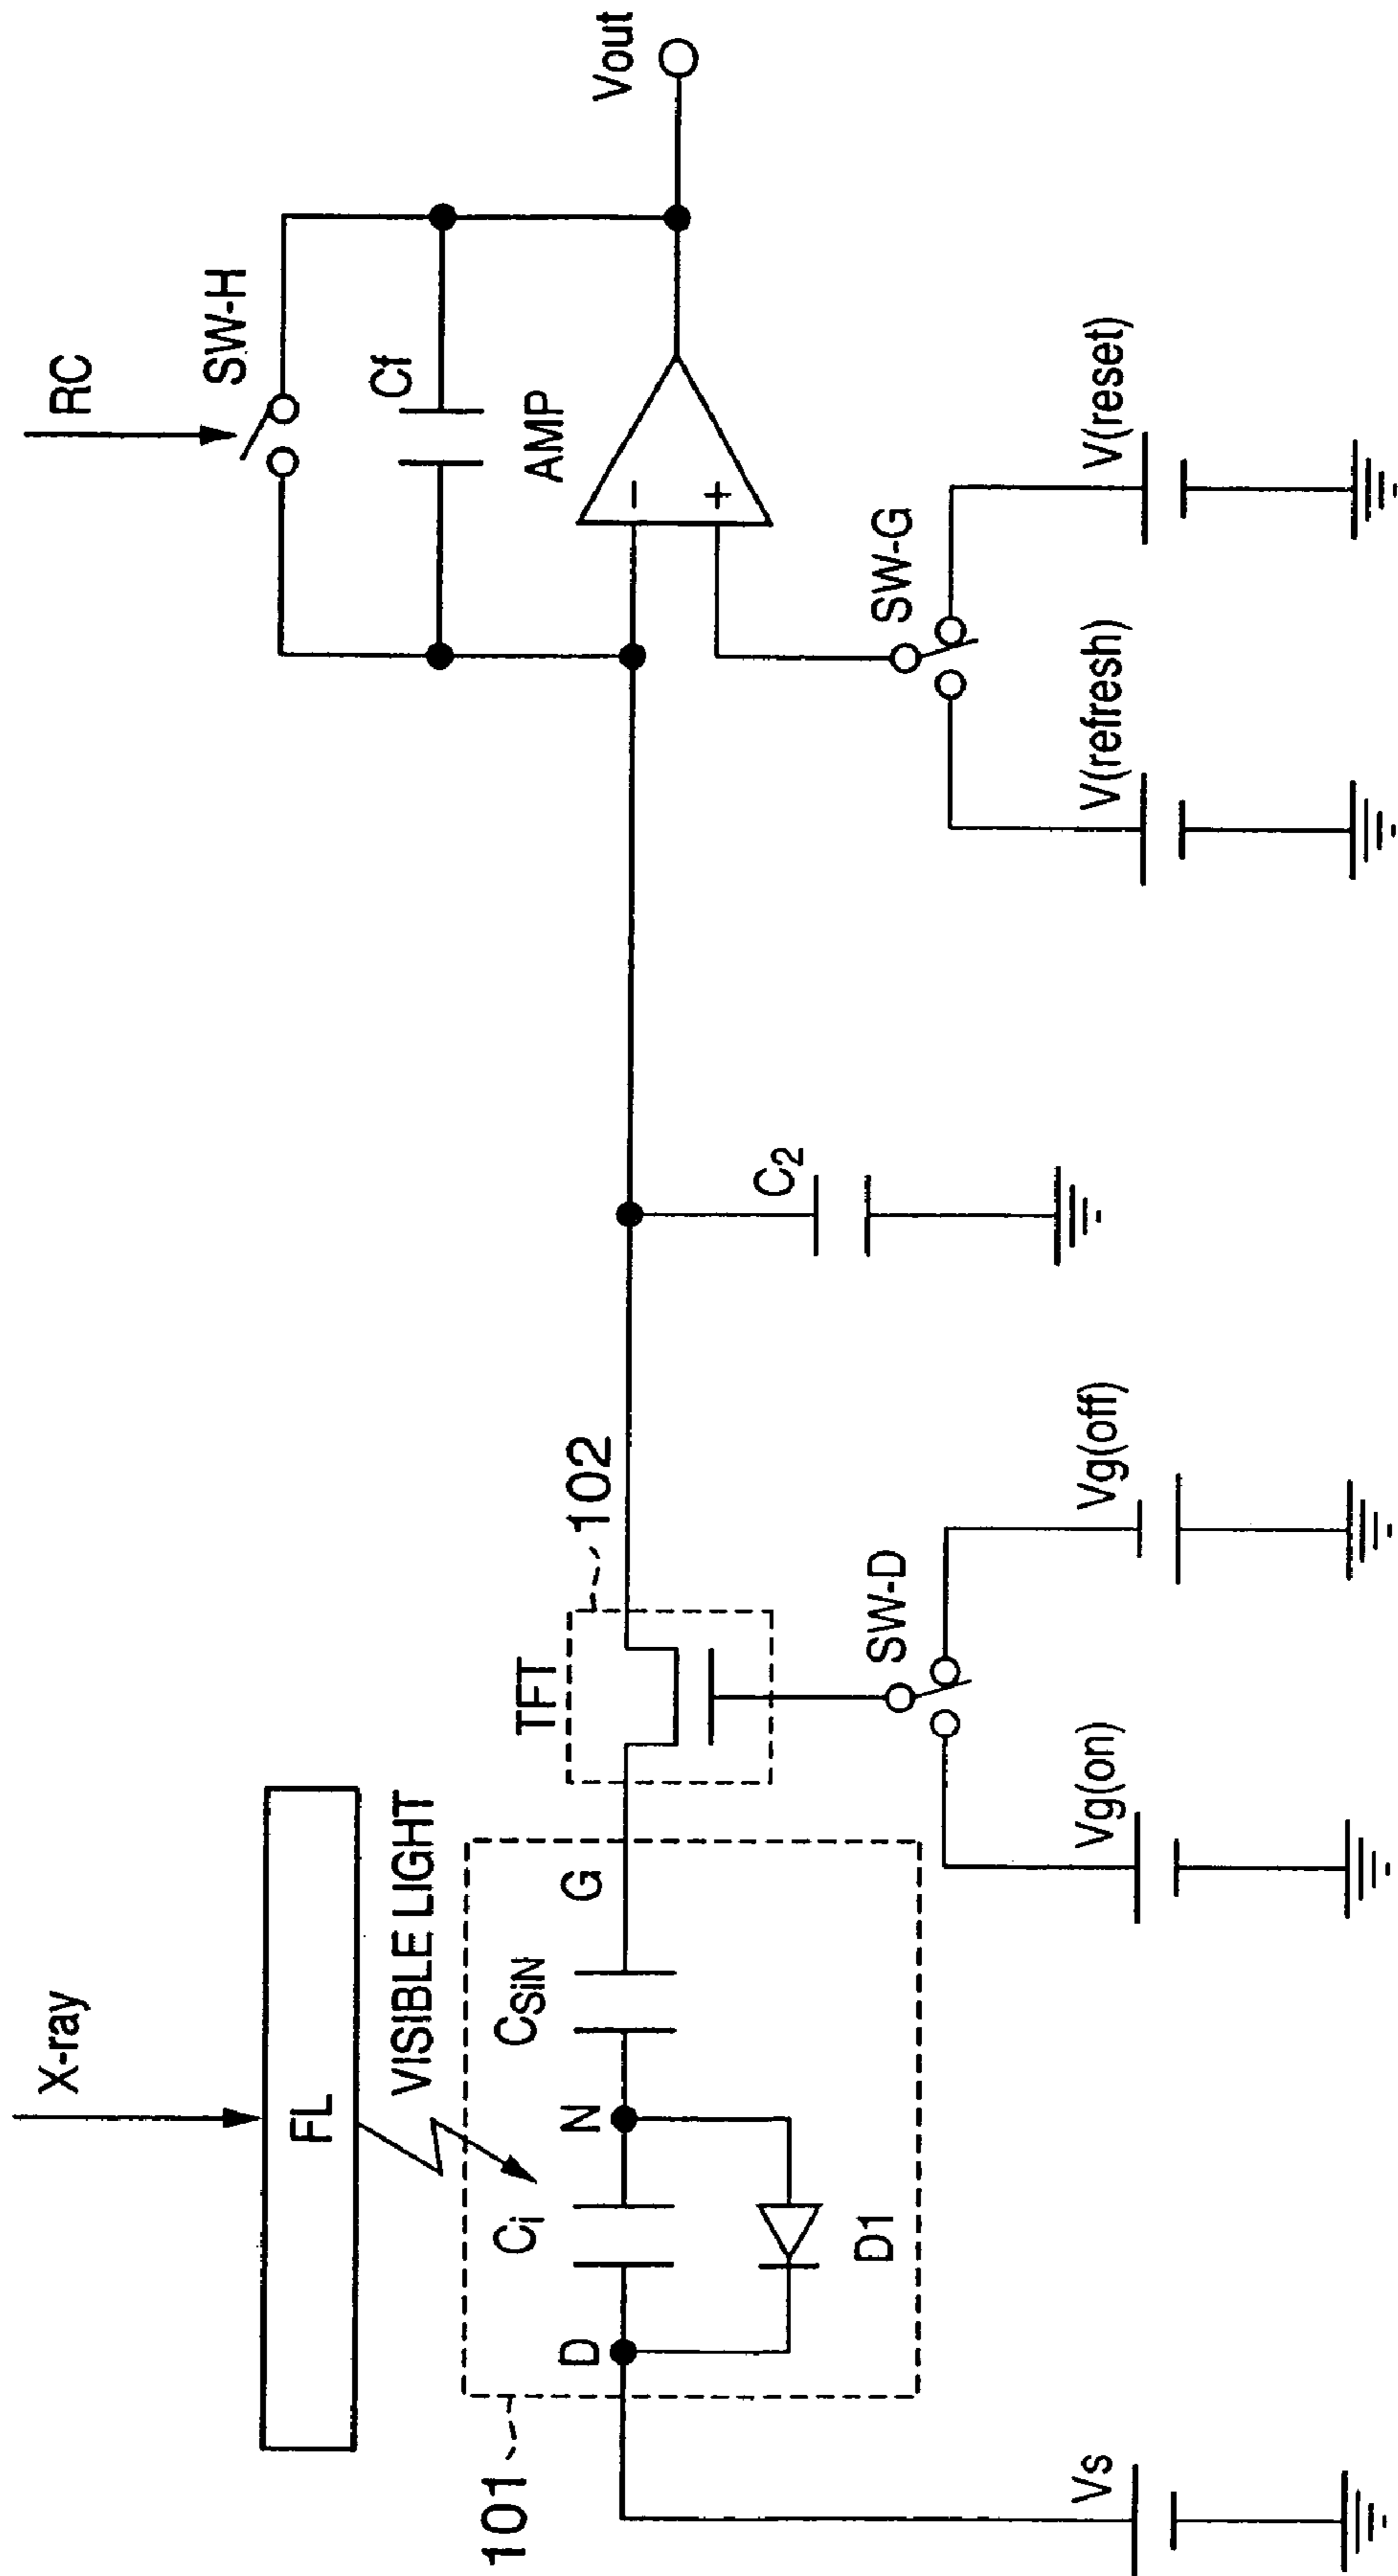 X-ray
FL
VISIBLE LIGHT
101
D
Ci
N
CSiN
G
D1
TFT
102
Vs
SW-D
Vg(on)
Vg(off)
C2
RC
SW-H
Cf
AMP
-
+
Vout
SW-G
V(refresh)
V(reset)